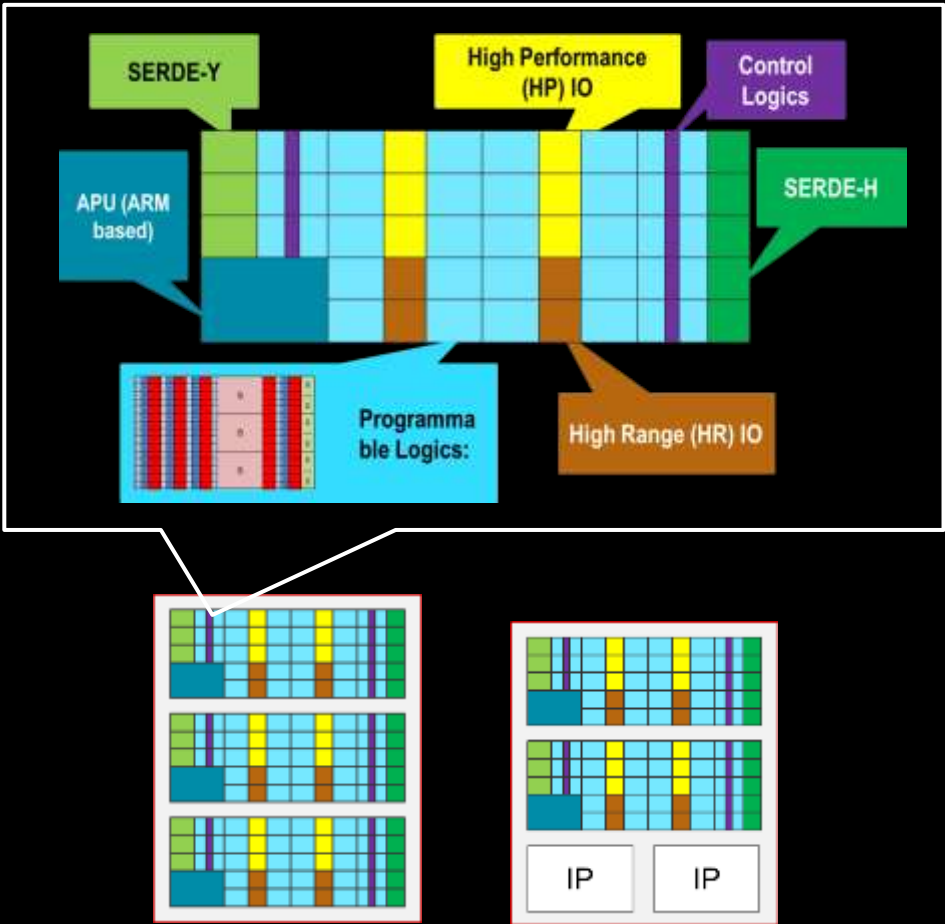 SERDE-Y
High Performance
(HP) IO
Control
Logics
APU (ARM
based)
SERDE-H
Programma
ble Logics:
High Range (HR) IO
IP
IP